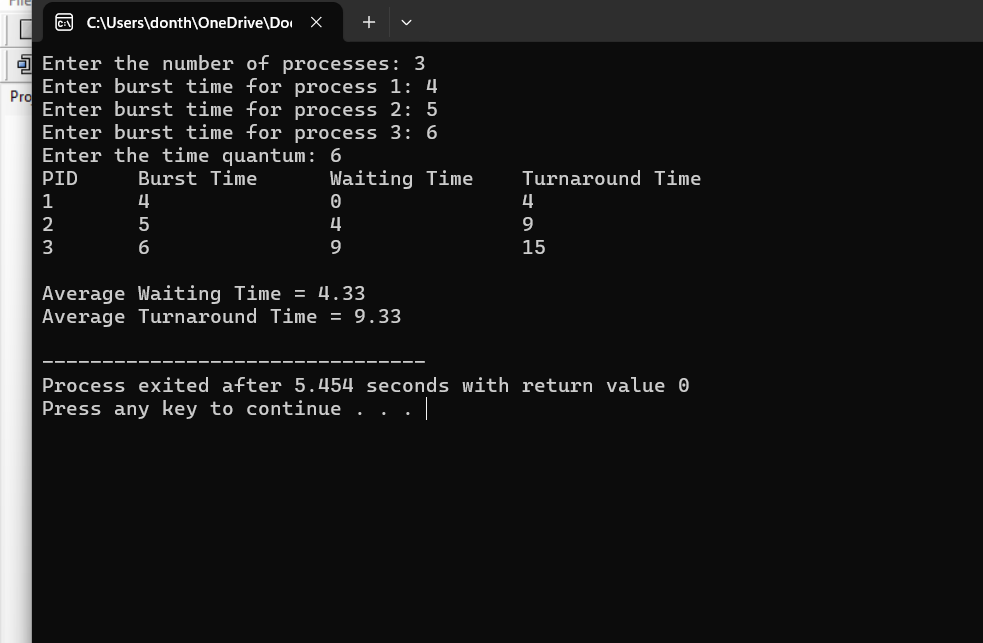 File
C:\Users\donth\OneDrive\Doc
Pro
Enter the number of processes: 3
Enter burst time for process 1: 4
Enter burst time for process 2: 5
Enter burst time for process 3: 6
Enter the time quantum: 6
PID Burst Time Waiting Time Turnaround Time
1 4 0 4
2 5 4 9
3 6 9 15
Average Waiting Time = 4.33
Average Turnaround Time = 9.33
--------------------------------
Process exited after 5.454 seconds with return value 0
Press any key to continue . . .